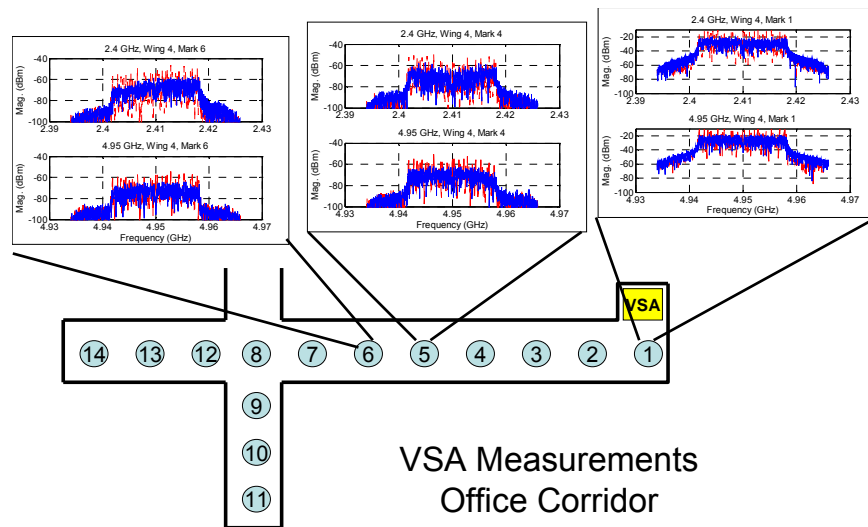 2.4 GHz, Wing 4, Mark 6
Mag. (dBm)
-40
-60
-80
-100
2.39 2.4 2.41 2.42 2.43
4.95 GHz, Wing 4, Mark 6
Mag. (dBm)
-40
-60
-80
-100
4.93 4.94 4.95 4.96 4.97
Frequency (GHz)
2.4 GHz, Wing 4, Mark 4
Mag. (dBm)
-40
-60
-80
-100
2.39 2.4 2.41 2.42 2.43
4.95 GHz, Wing 4, Mark 4
Mag. (dBm)
-40
-60
-80
-100
4.93 4.94 4.95 4.96 4.97
Frequency (GHz)
2.4 GHz, Wing 4, Mark 1
Mag. (dBm)
-20
-40
-60
-80
-100
2.39 2.4 2.41 2.42 2.43
4.95 GHz, Wing 4, Mark 1
Mag. (dBm)
-20
-40
-60
-80
-100
4.93 4.94 4.95 4.96 4.97
Frequency (GHz)
VSA
14 13 12 8 7 6 5 4 3 2 1
9
10
11
VSA Measurements
Office Corridor